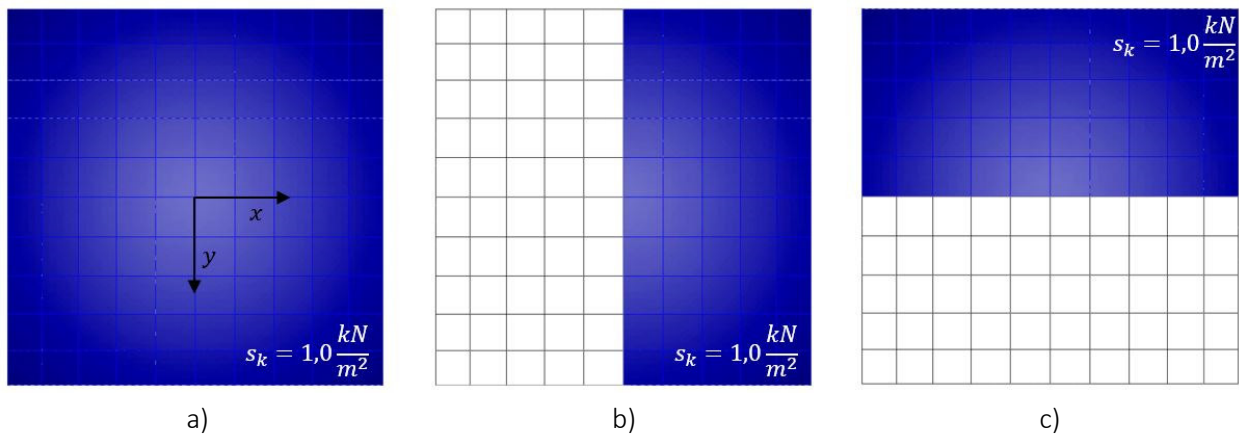 s_k = 1,0 kN/m²
x
y
s_k = 1,0 kN/m²
s_k = 1,0 kN/m²
a)
b)
c)